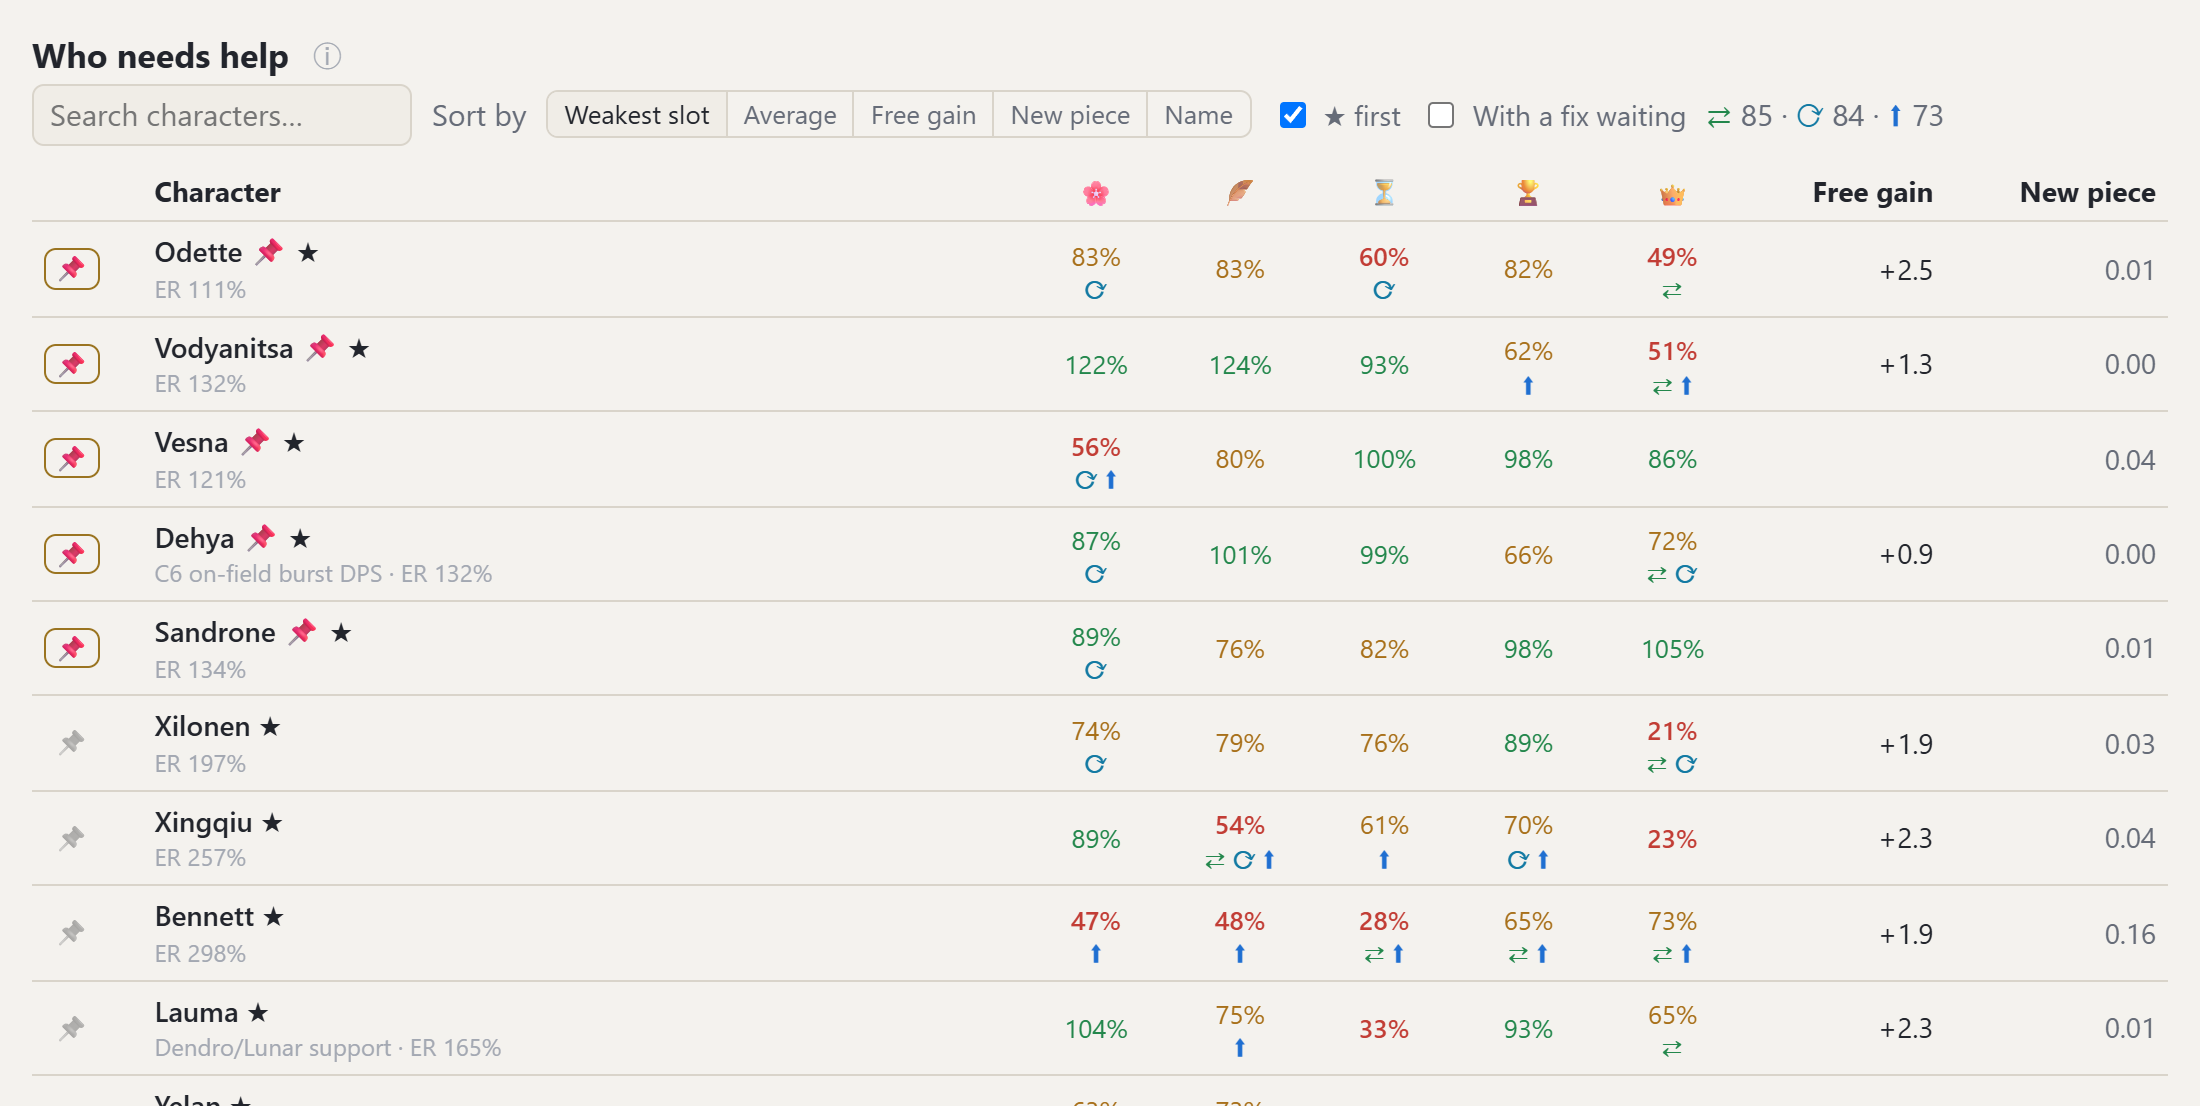 Who needs help ⓘ
Search characters... Sort by Weakest slot Average Free gain New piece Name ★ first With a fix waiting ⇄ 85 · ⟳ 84 · ⬆ 73
Character 🌸 🪶 ⏳ 🏆 👑 Free gain New piece
Odette 📌 ★ 83% 83% 60% 82% 49% +2.5 0.01
ER 111% ⟳ ⟳ ⇄
Vodyanitsa 📌 ★ 122% 124% 93% 62% 51% +1.3 0.00
ER 132% ⬆ ⇄ ⬆
Vesna 📌 ★ 56% 80% 100% 98% 86% 0.04
ER 121% ⟳ ⬆
Dehya 📌 ★ 87% 101% 99% 66% 72% +0.9 0.00
C6 on-field burst DPS · ER 132% ⟳ ⇄ ⟳
Sandrone 📌 ★ 89% 76% 82% 98% 105% 0.01
ER 134% ⟳
Xilonen ★ 74% 79% 76% 89% 21% +1.9 0.03
ER 197% ⟳ ⇄ ⟳
Xingqiu ★ 89% 54% 61% 70% 23% +2.3 0.04
ER 257% ⇄ ⟳ ⬆ ⬆ ⟳ ⬆
Bennett ★ 47% 48% 28% 65% 73% +1.9 0.16
ER 298% ⬆ ⬆ ⇄ ⬆ ⇄ ⬆ ⇄ ⬆
Lauma ★ 104% 75% 33% 93% 65% +2.3 0.01
Dendro/Lunar support · ER 165% ⬆ ⇄
Yelan ★